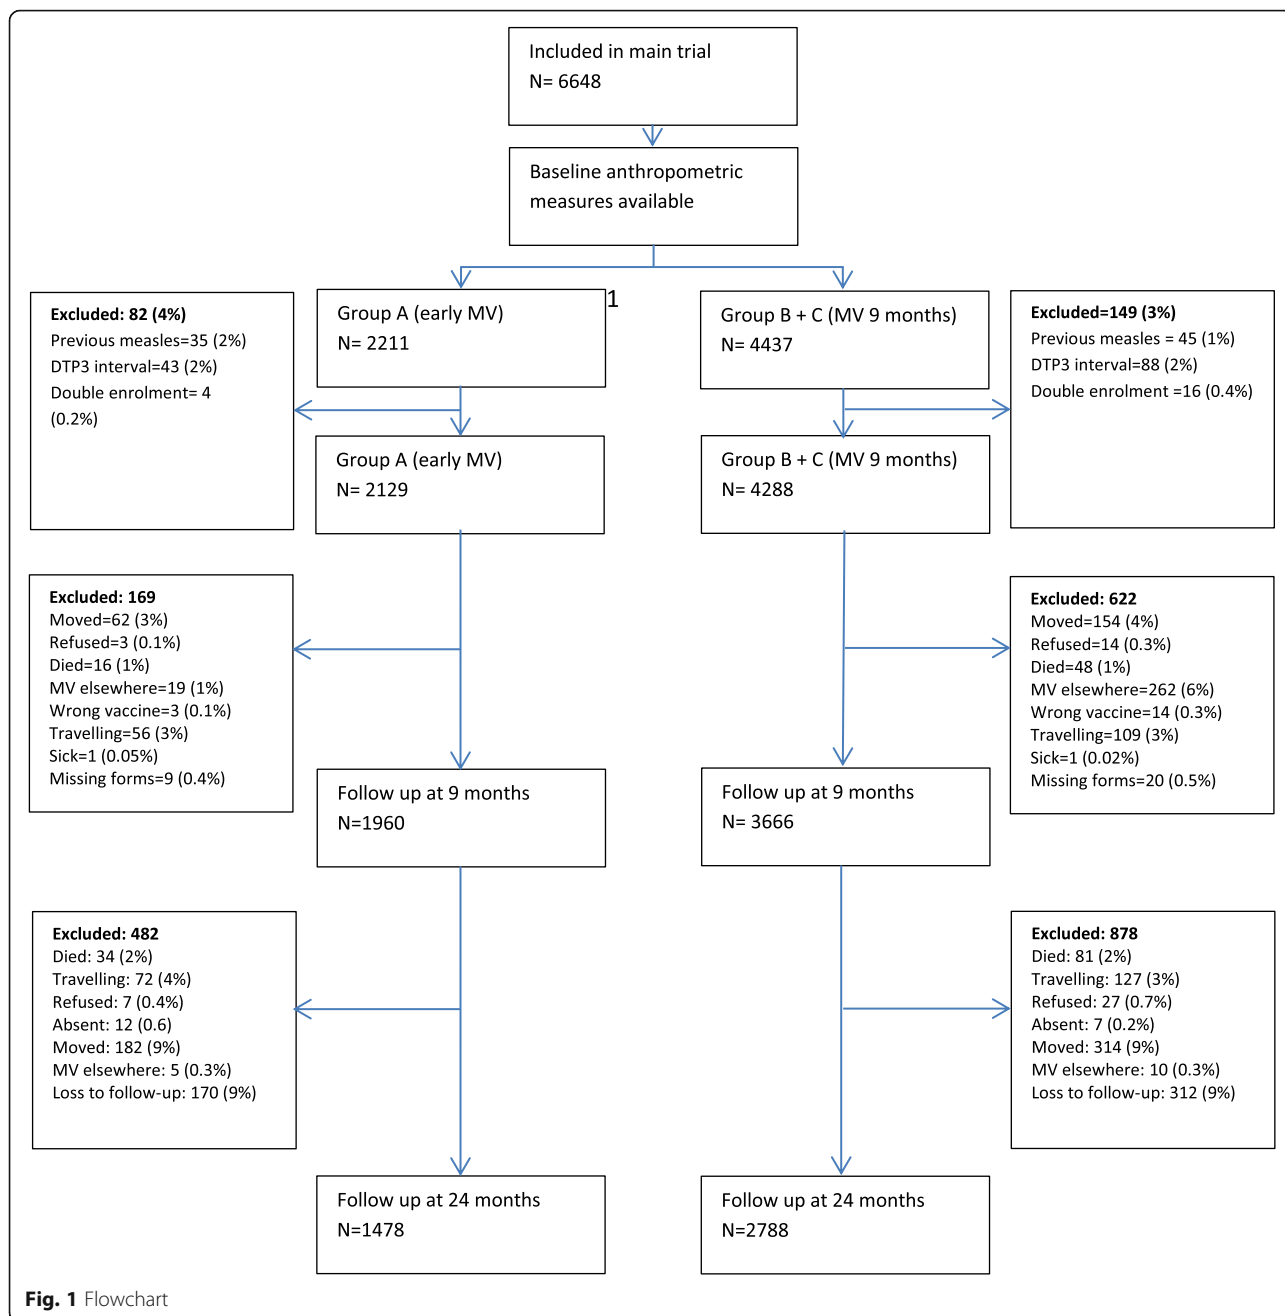 Included in main trial
N= 6648
Baseline anthropometric
measures available
1
Excluded: 82 (4%)
Previous measles=35 (2%)
DTP3 interval=43 (2%)
Double enrolment= 4
(0.2%)
Group A (early MV)
N= 2211
Group B + C (MV 9 months)
N= 4437
Excluded=149 (3%)
Previous measles = 45 (1%)
DTP3 interval=88 (2%)
Double enrolment =16 (0.4%)
Group A (early MV)
N= 2129
Group B + C (MV 9 months)
N= 4288
Excluded: 169
Moved=62 (3%)
Refused=3 (0.1%)
Died=16 (1%)
MV elsewhere=19 (1%)
Wrong vaccine=3 (0.1%)
Travelling=56 (3%)
Sick=1 (0.05%)
Missing forms=9 (0.4%)
Excluded: 622
Moved=154 (4%)
Refused=14 (0.3%)
Died=48 (1%)
MV elsewhere=262 (6%)
Wrong vaccine=14 (0.3%)
Travelling=109 (3%)
Sick=1 (0.02%)
Missing forms=20 (0.5%)
Follow up at 9 months
N=1960
Follow up at 9 months
N= 3666
Excluded: 482
Died: 34 (2%)
Travelling: 72 (4%)
Refused: 7 (0.4%)
Absent: 12 (0.6)
Moved: 182 (9%)
MV elsewhere: 5 (0.3%)
Loss to follow-up: 170 (9%)
Excluded: 878
Died: 81 (2%)
Travelling: 127 (3%)
Refused: 27 (0.7%)
Absent: 7 (0.2%)
Moved: 314 (9%)
MV elsewhere: 10 (0.3%)
Loss to follow-up: 312 (9%)
Follow up at 24 months
N=1478
Follow up at 24 months
N=2788
Fig. 1 Flowchart